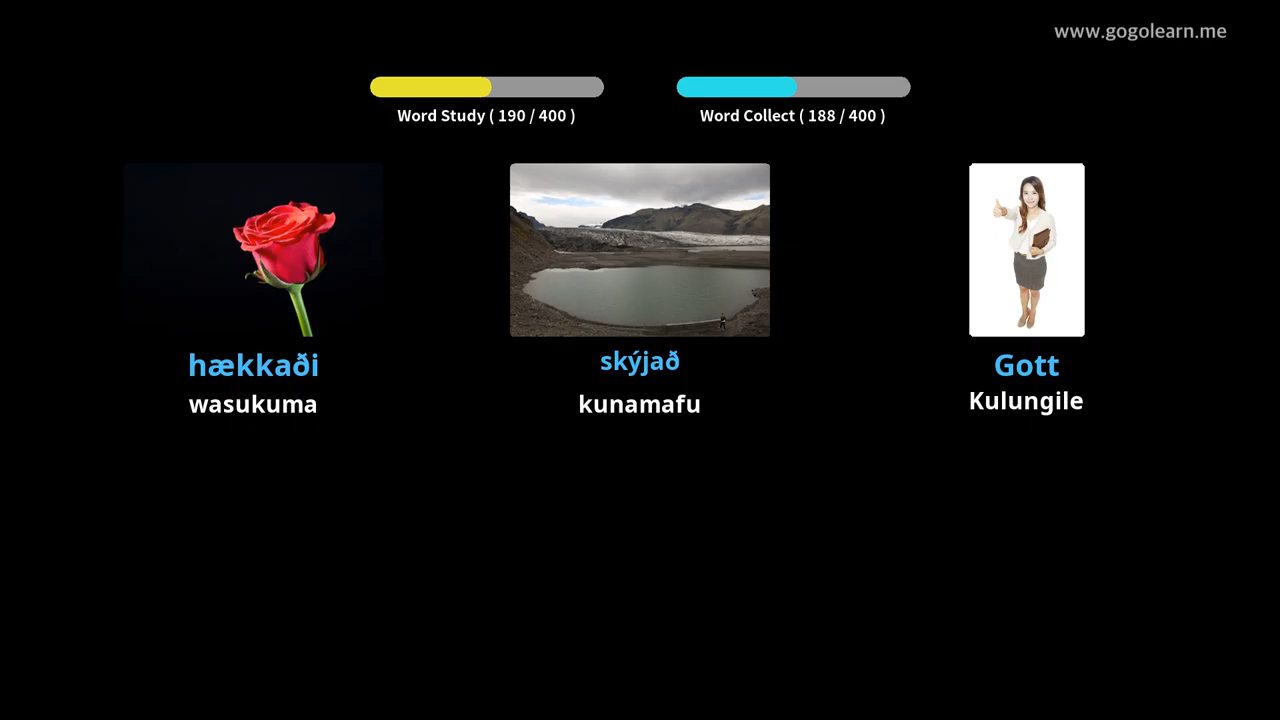 www.gogolearn.me
Word Study ( 190 / 400 )
Word Collect ( 188 / 400 )
hækkaði
skýjað
Gott
wasukuma
kunamafu
Kulungile